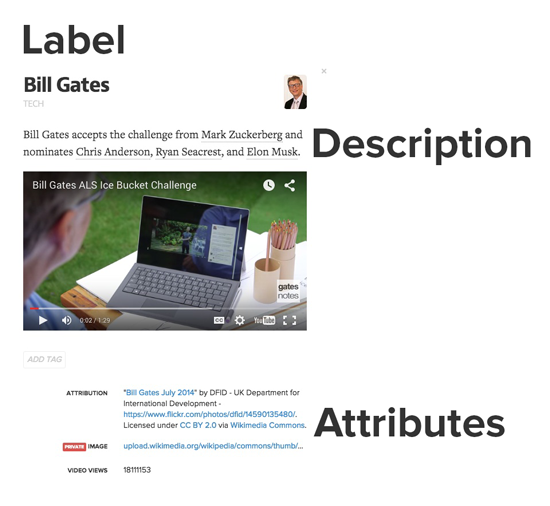 Label
Bill Gates
×
TECH
Bill Gates accepts the challenge from Mark Zuckerberg and
nominates Chris Anderson, Ryan Seacrest, and Elon Musk.
Description
Bill Gates ALS Ice Bucket Challenge
gates
notes
0:02 / 1:29
CC
YouTube
ADD TAG
ATTRIBUTION
"Bill Gates July 2014" by DFID - UK Department for
International Development -
https://www.flickr.com/photos/dfid/14590135480/.
Licensed under CC BY 2.0 via Wikimedia Commons.
Attributes
PRIVATE IMAGE
upload.wikimedia.org/wikipedia/commons/thumb/...
VIDEO VIEWS
18111153